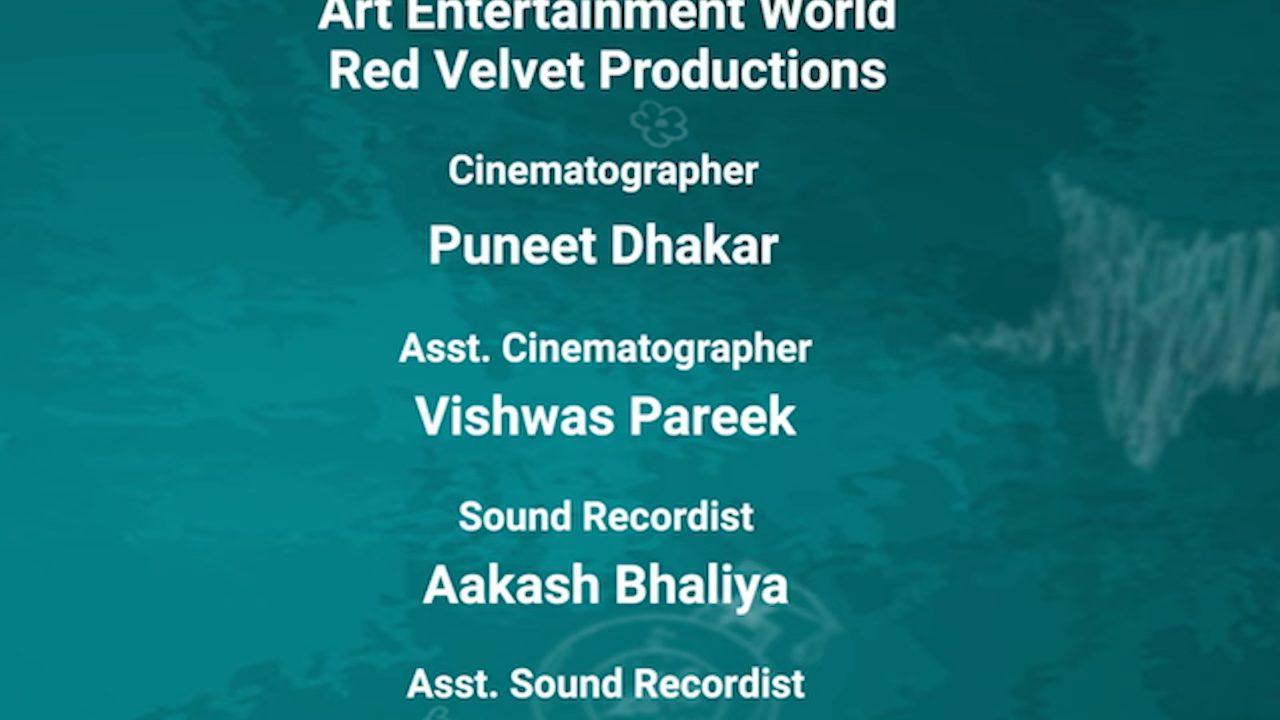 Art Entertainment World
Red Velvet Productions
Cinematographer
Puneet Dhakar
Asst. Cinematographer
Vishwas Pareek
Sound Recordist
Aakash Bhaliya
Asst. Sound Recordist